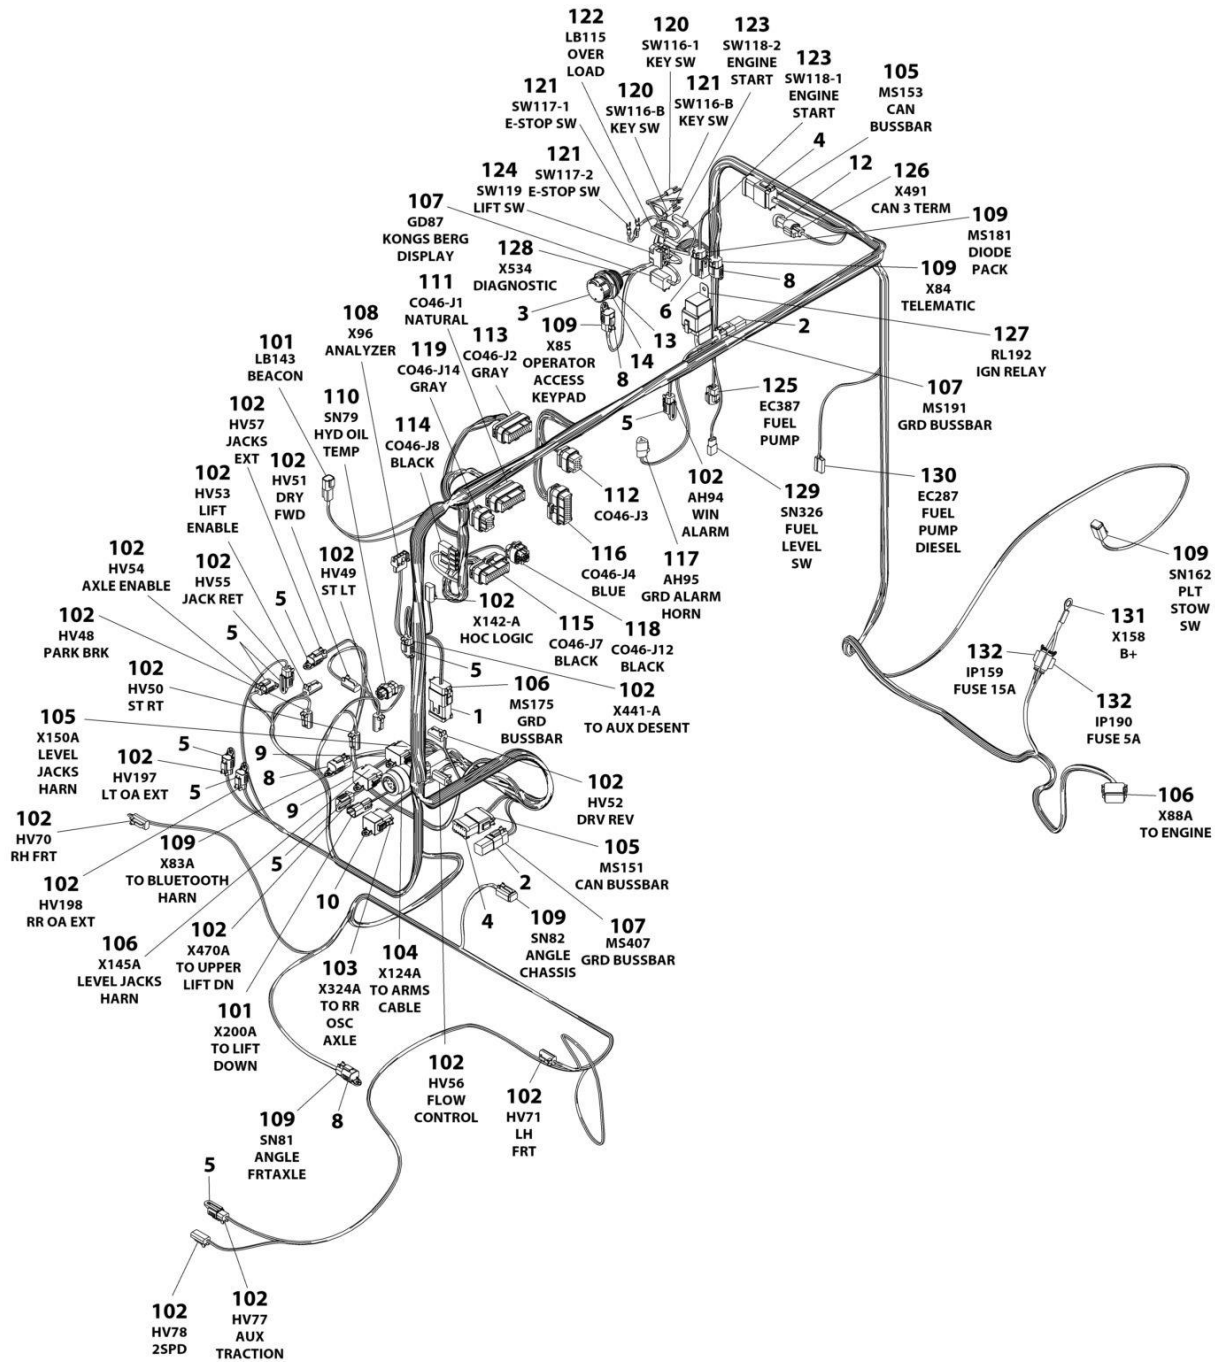 122
LB115
OVER
LOAD
120
SW116-1
KEY SW
123
SW118-2
ENGINE
START
123
SW118-1
ENGINE
START
105
MS153
CAN
BUSSBAR
121
SW117-1
E-STOP SW
120
SW116-B
KEY SW
121
SW116-B
KEY SW
4
12
126
X491
CAN 3 TERM
121
SW117-2
E-STOP SW
124
SW119
LIFT SW
107
GD87
KONGS BERG
DISPLAY
128
X534
DIAGNOSTIC
109
MS181
DIODE
PACK
109
X84
TELEMATIC
8
6
3
13
14
2
127
RL192
IGN RELAY
111
CO46-J1
NATURAL
108
X96
ANALYZER
113
CO46-J2
GRAY
119
CO46-J14
GRAY
109
X85
OPERATOR
ACCESS
KEYPAD
8
5
125
EC387
FUEL
PUMP
107
MS191
GRD BUSSBAR
101
LB143
BEACON
110
SN79
HYD OIL
TEMP
114
CO46-J8
BLACK
102
HV57
JACKS
EXT
102
HV51
DRY
FWD
102
HV53
LIFT
ENABLE
112
CO46-J3
102
AH94
WIN
ALARM
129
SN326
FUEL
LEVEL
SW
130
EC287
FUEL
PUMP
DIESEL
116
CO46-J4
BLUE
117
AH95
GRD ALARM
HORN
109
SN162
PLT
STOW
SW
102
HV54
AXLE ENABLE
102
HV55
JACK RET
102
HV49
ST LT
5
5
102
X142-A
HOC LOGIC
115
CO46-J7
BLACK
118
CO46-J12
BLACK
131
X158
B+
132
IP159
FUSE 15A
132
IP190
FUSE 5A
102
HV48
PARK BRK
102
HV50
ST RT
5
106
MS175
GRD
BUSSBAR
1
102
X441-A
TO AUX DESENT
105
X150A
LEVEL
JACKS
HARN
5
9
8
102
HV197
LT OA EXT
5
9
102
HV52
DRV REV
106
X88A
TO ENGINE
102
HV70
RH FRT
109
X83A
TO BLUETOOTH
HARN
5
105
MS151
CAN BUSSBAR
102
HV198
RR OA EXT
10
2
4
109
SN82
ANGLE
CHASSIS
107
MS407
GRD BUSSBAR
106
X145A
LEVEL JACKS
HARN
102
X470A
TO UPPER
LIFT DN
103
X324A
TO RR
OSC
AXLE
104
X124A
TO ARMS
CABLE
101
X200A
TO LIFT
DOWN
102
HV56
FLOW
CONTROL
102
HV71
LH
FRT
109
SN81
ANGLE
FRTAXLE
8
5
102
HV78
2SPD
102
HV77
AUX
TRACTION